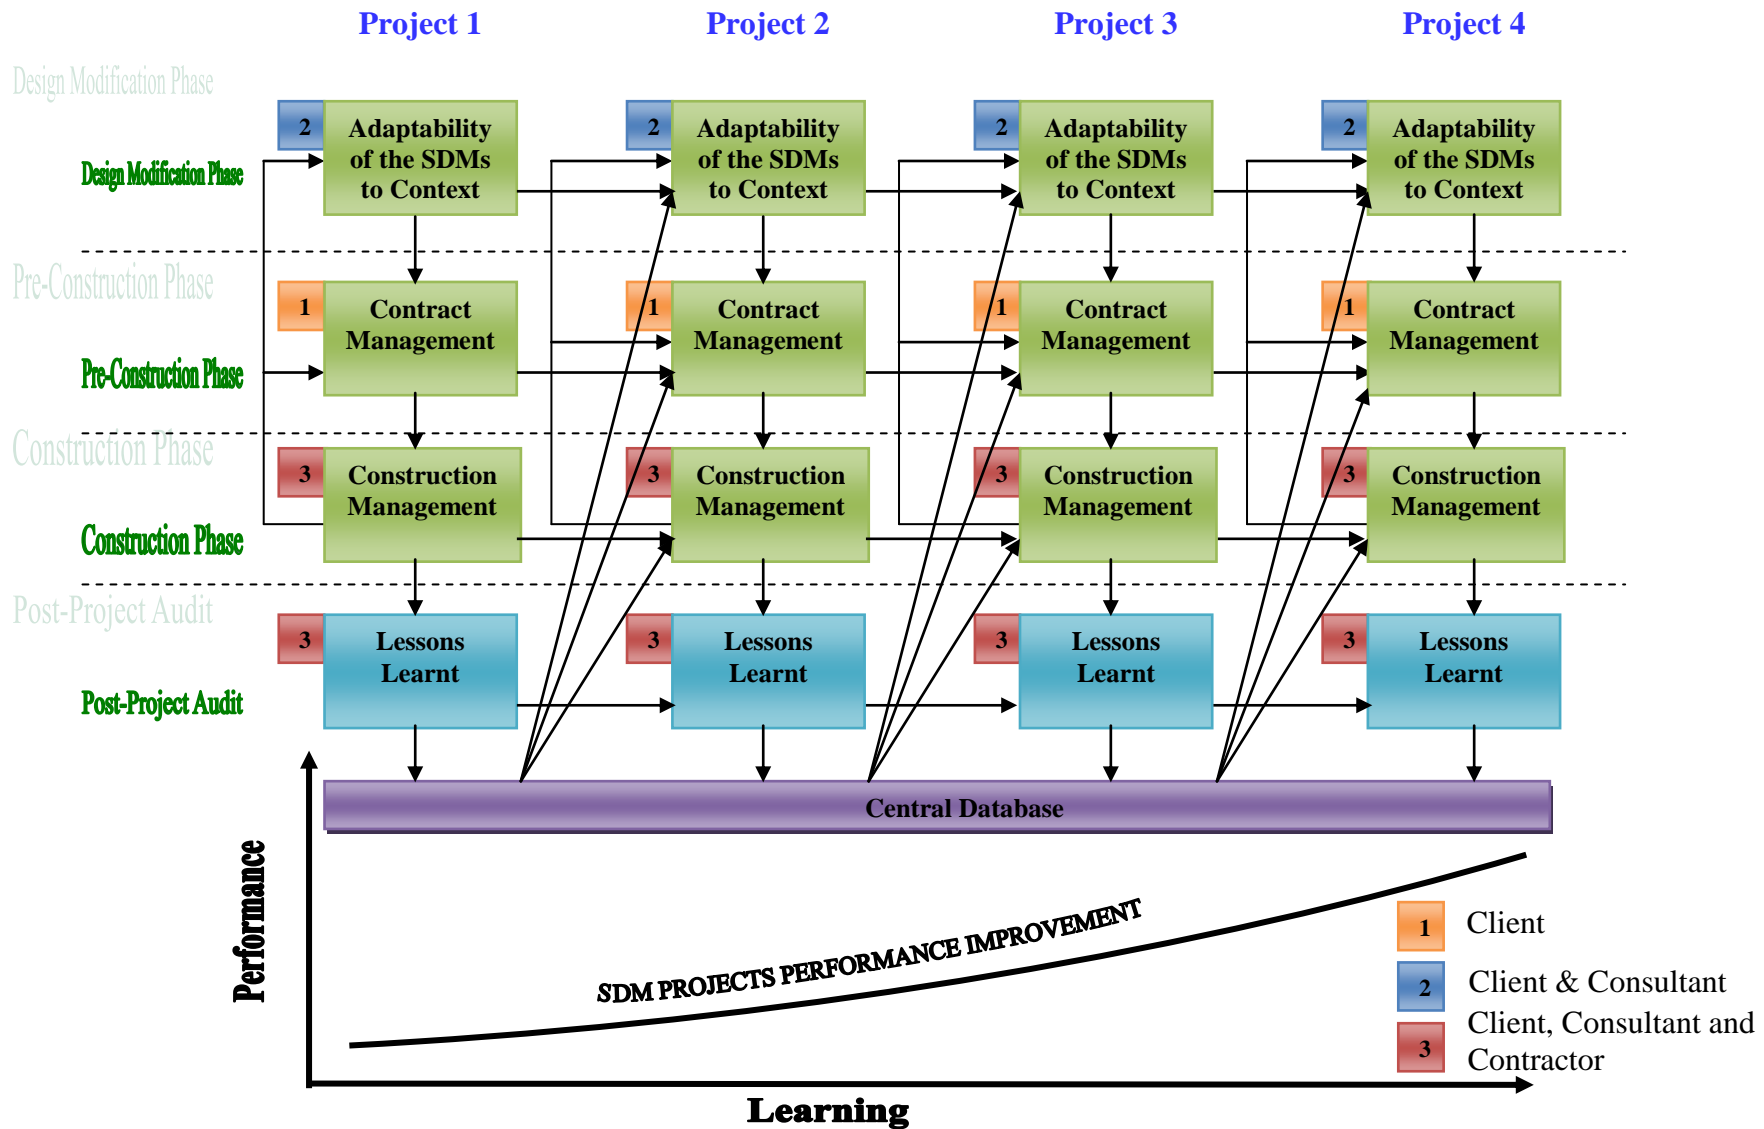 Project 1
Project 2
Project 3
Project 4
Design Modification Phase
Design Modification Phase
2
Adaptability
of the SDMs
to Context
2
Adaptability
of the SDMs
to Context
2
Adaptability
of the SDMs
to Context
2
Adaptability
of the SDMs
to Context
Pre-Construction Phase
Pre-Construction Phase
1
Contract
Management
1
Contract
Management
1
Contract
Management
1
Contract
Management
Construction Phase
Construction Phase
3
Construction
Management
3
Construction
Management
3
Construction
Management
3
Construction
Management
Post-Project Audit
Post-Project Audit
3
Lessons
Learnt
3
Lessons
Learnt
3
Lessons
Learnt
3
Lessons
Learnt
Central Database
Performance
SDM PROJECTS PERFORMANCE IMPROVEMENT
Learning
1
Client
2
Client & Consultant
3
Client, Consultant and
Contractor